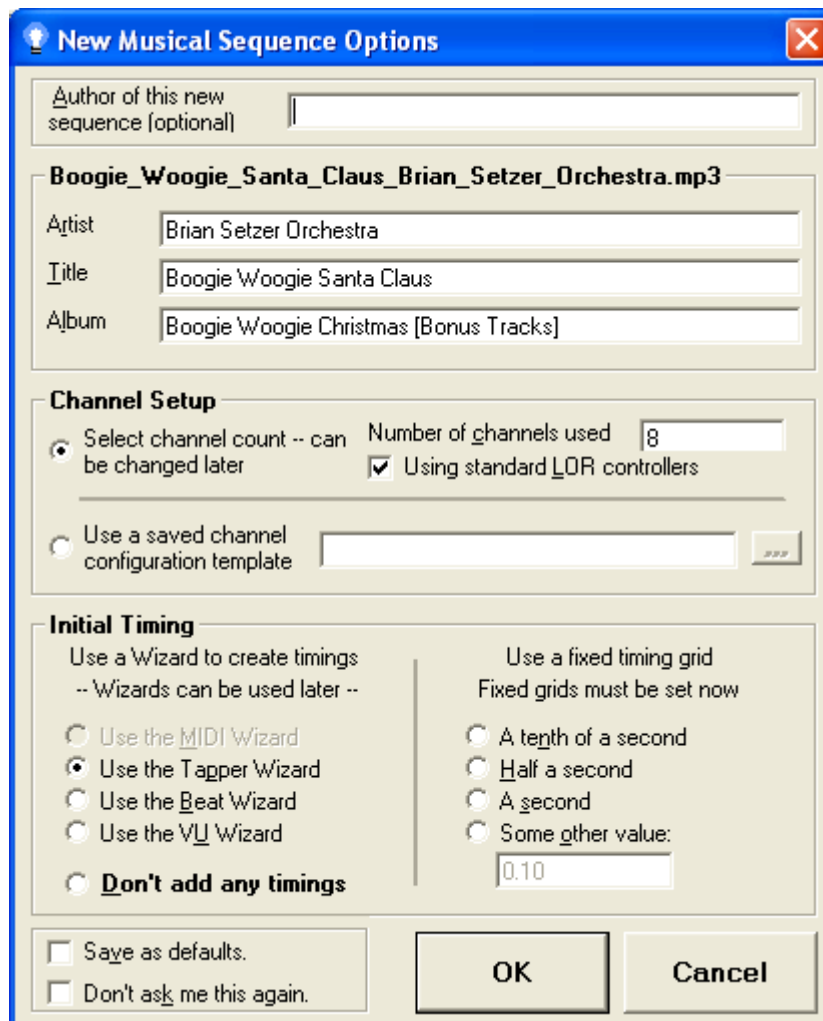 New Musical Sequence Options
Author of this new
sequence (optional)
Boogie_Woogie_Santa_Claus_Brian_Setzer_Orchestra.mp3
Artist
Brian Setzer Orchestra
Title
Boogie Woogie Santa Claus
Album
Boogie Woogie Christmas [Bonus Tracks]
Channel Setup
Select channel count -- can
be changed later
Number of channels used
8
Using standard LOR controllers
Use a saved channel
configuration template
...
Initial Timing
Use a Wizard to create timings
-- Wizards can be used later --
Use the MIDI Wizard
Use the Tapper Wizard
Use the Beat Wizard
Use the VU Wizard
Don't add any timings
Use a fixed timing grid
Fixed grids must be set now
A tenth of a second
Half a second
A second
Some other value:
0.10
Save as defaults.
Don't ask me this again.
OK
Cancel